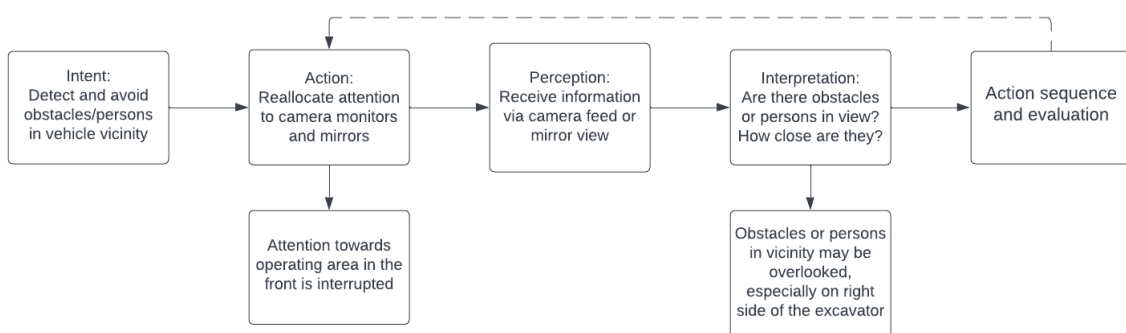 Intent:
Detect and avoid
obstacles/persons
in vehicle vicinity
Action:
Reallocate attention
to camera monitors
and mirrors
Perception:
Receive information
via camera feed or
mirror view
Interpretation:
Are there obstacles
or persons in view?
How close are they?
Action sequence
and evaluation
Attention towards
operating area in the
front is interrupted
Obstacles or persons
in vicinity may be
overlooked,
especially on right
side of the excavator